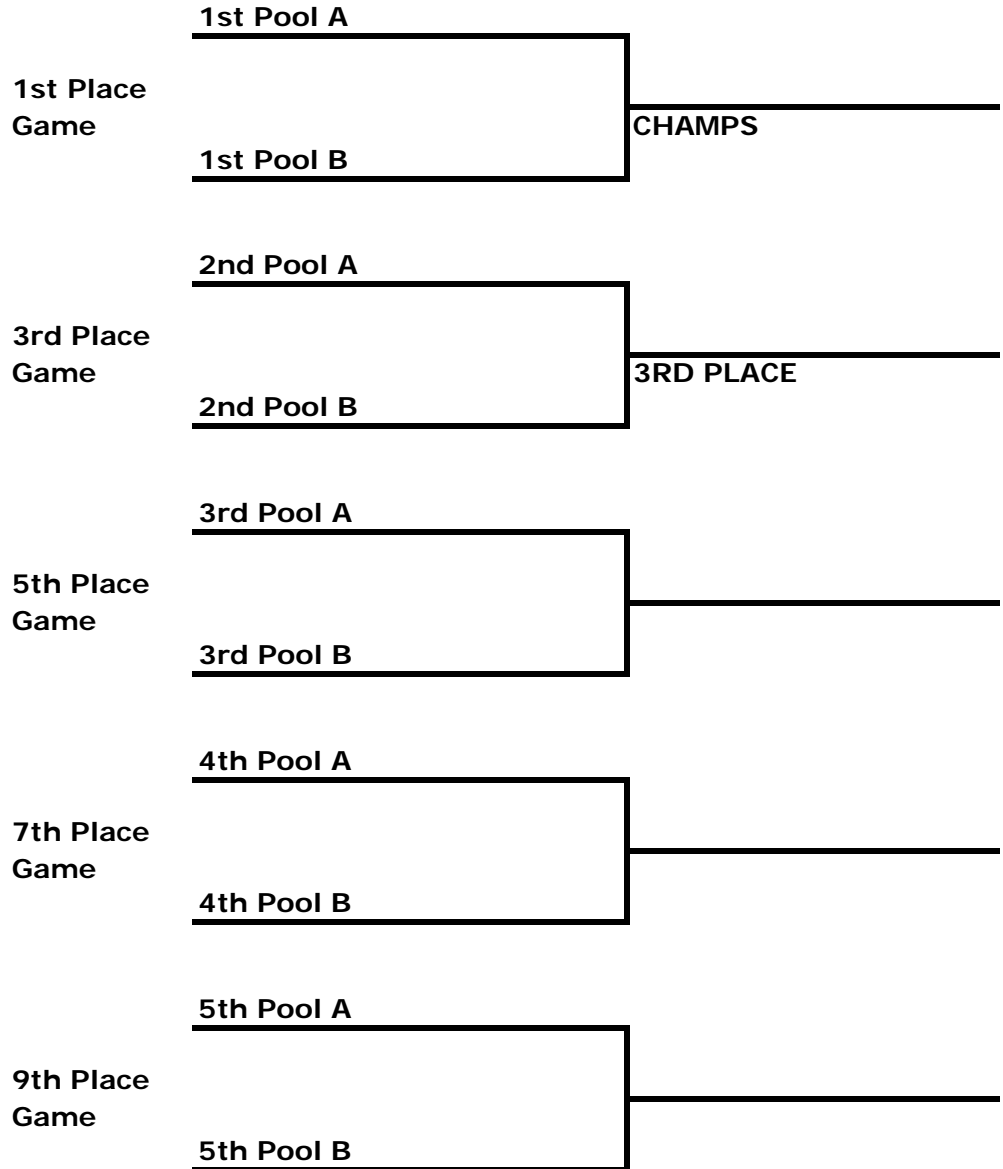 1st Pool A
1st Place
Game
CHAMPS
1st Pool B
2nd Pool A
3rd Place
Game
3RD PLACE
2nd Pool B
3rd Pool A
5th Place
Game
3rd Pool B
4th Pool A
7th Place
Game
4th Pool B
5th Pool A
9th Place
Game
5th Pool B